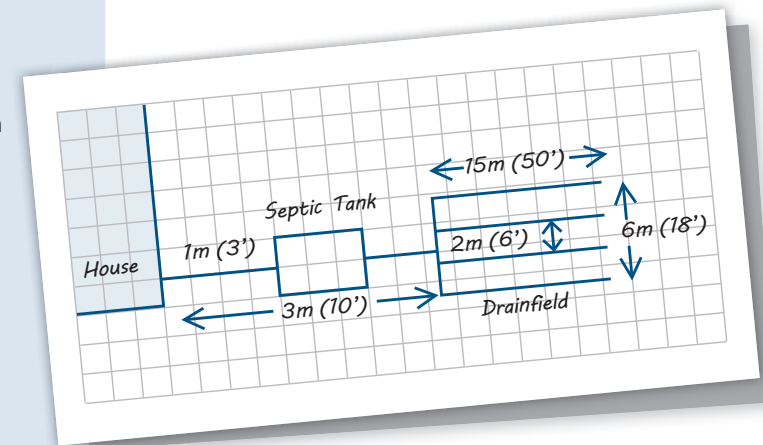 15m (50')
Septic Tank
1m (3')
2m (6')
6m (18')
House
3m (10')
Drainfield